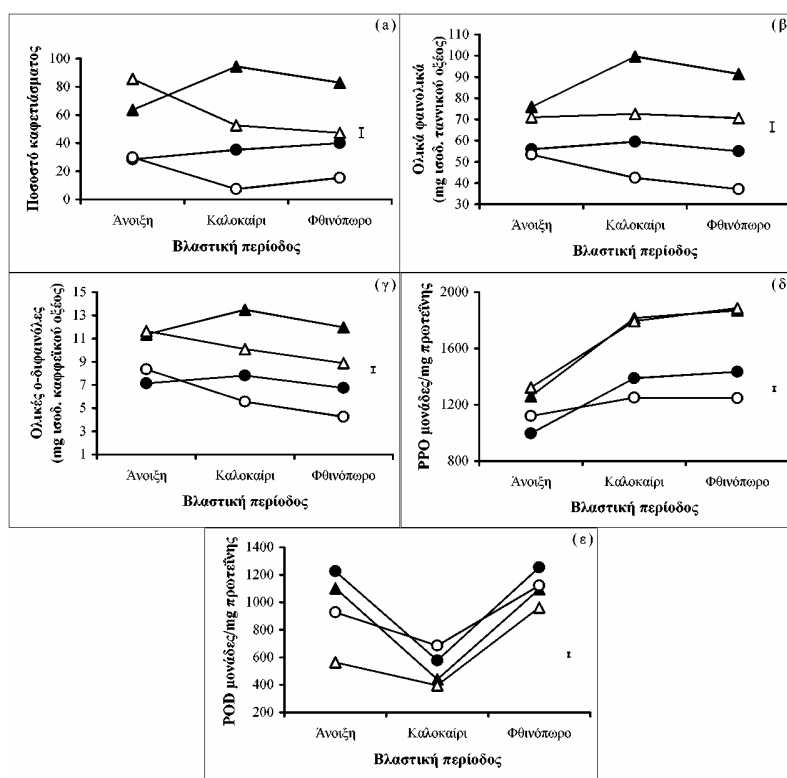 (α)
Ποσοστό καφετιάσματος
100
80
60
40
20
0
Άνοιξη Καλοκαίρι Φθινόπωρο
Βλαστική περίοδος
(β)
Ολικά φαινολικά
(mg ισοδ. ταννικού οξέος)
110
100
90
80
70
60
50
40
30
Άνοιξη Καλοκαίρι Φθινόπωρο
Βλαστική περίοδος
(γ)
Ολικές ο-διφαινόλες
(mg ισοδ. καφφεϊκού οξέος)
15
13
11
9
7
5
3
1
Άνοιξη Καλοκαίρι Φθινόπωρο
Βλαστική περίοδος
(δ)
PPO μονάδες/mg πρωτεΐνης
2000
1600
1200
800
Άνοιξη Καλοκαίρι Φθινόπωρο
Βλαστική περίοδος
(ε)
POD μονάδες/mg πρωτεΐνης
1400
1200
1000
800
600
400
200
Άνοιξη Καλοκαίρι Φθινόπωρο
Βλαστική περίοδος